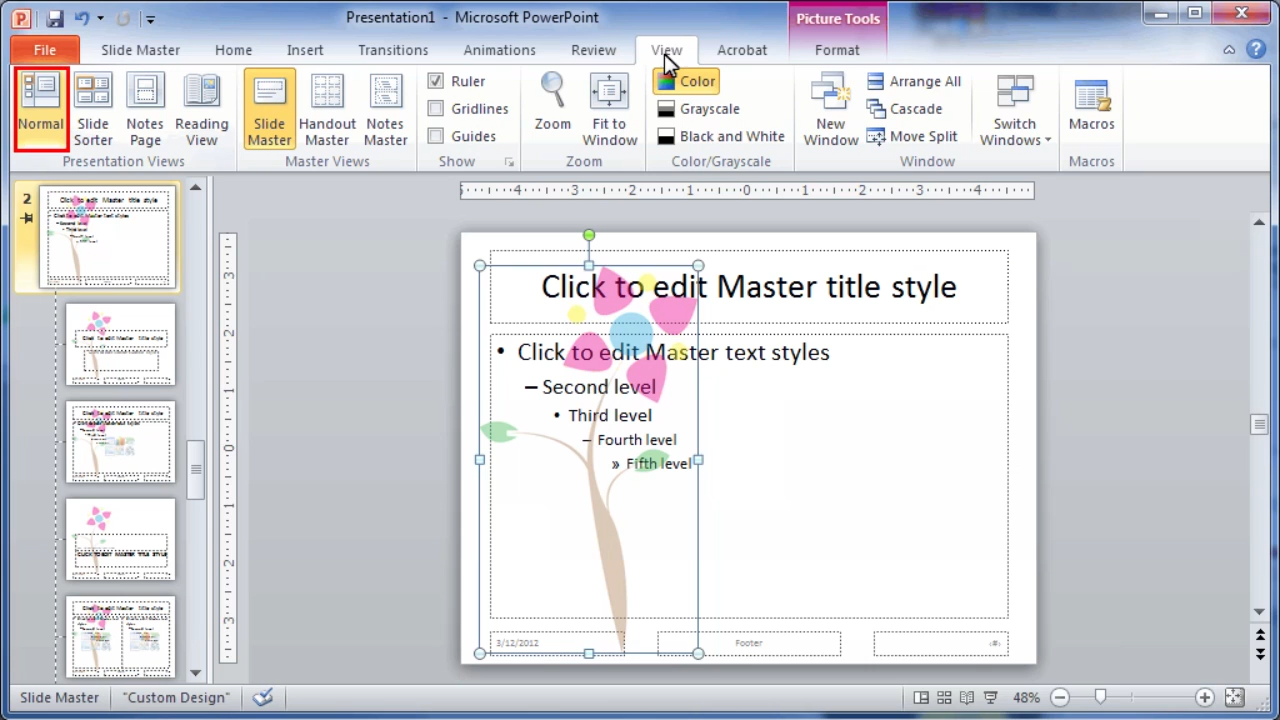 Presentation1 - Microsoft PowerPoint
Picture Tools
File Slide Master Home Insert Transitions Animations Review View Acrobat Format
Normal
Slide Sorter
Notes Page
Reading View
Presentation Views
Slide Master
Handout Master
Notes Master
Master Views
Ruler
Gridlines
Guides
Show
Zoom
Fit to Window
Zoom
Color
Grayscale
Black and White
Color/Grayscale
New Window
Arrange All
Cascade
Move Split
Switch Windows
Window
Macros
Macros
2
Click to edit Master title style
• Click to edit Master text styles
– Second level
• Third level
– Fourth level
» Fifth level
3/12/2012
Footer
‹#›
Slide Master "Custom Design" 48%